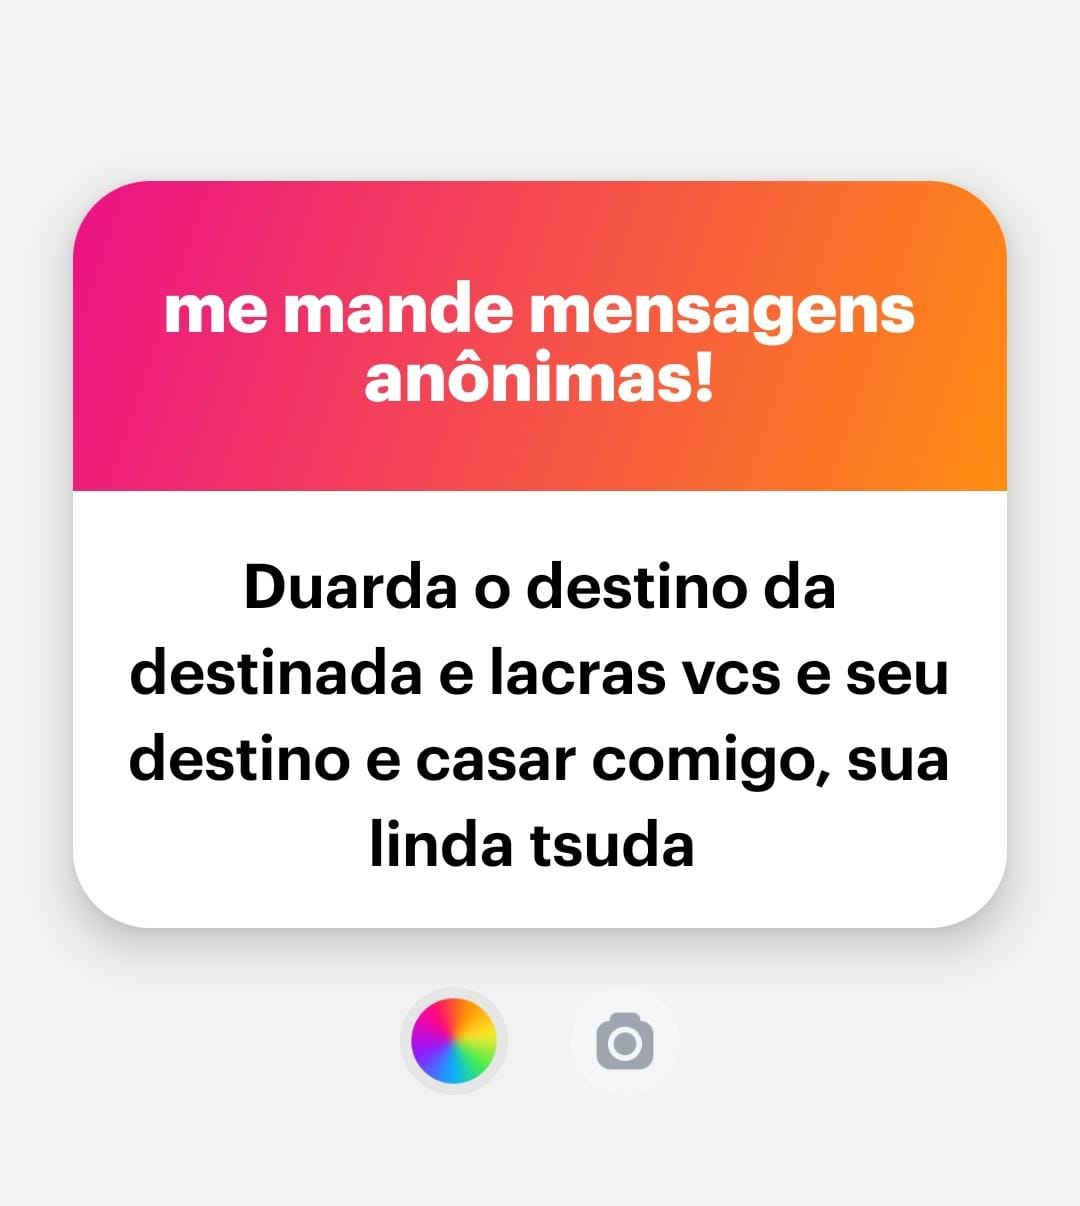 me mande mensagens
anônimas!
Duarda o destino da
destinada e lacras vcs e seu
destino e casar comigo, sua
linda tsuda